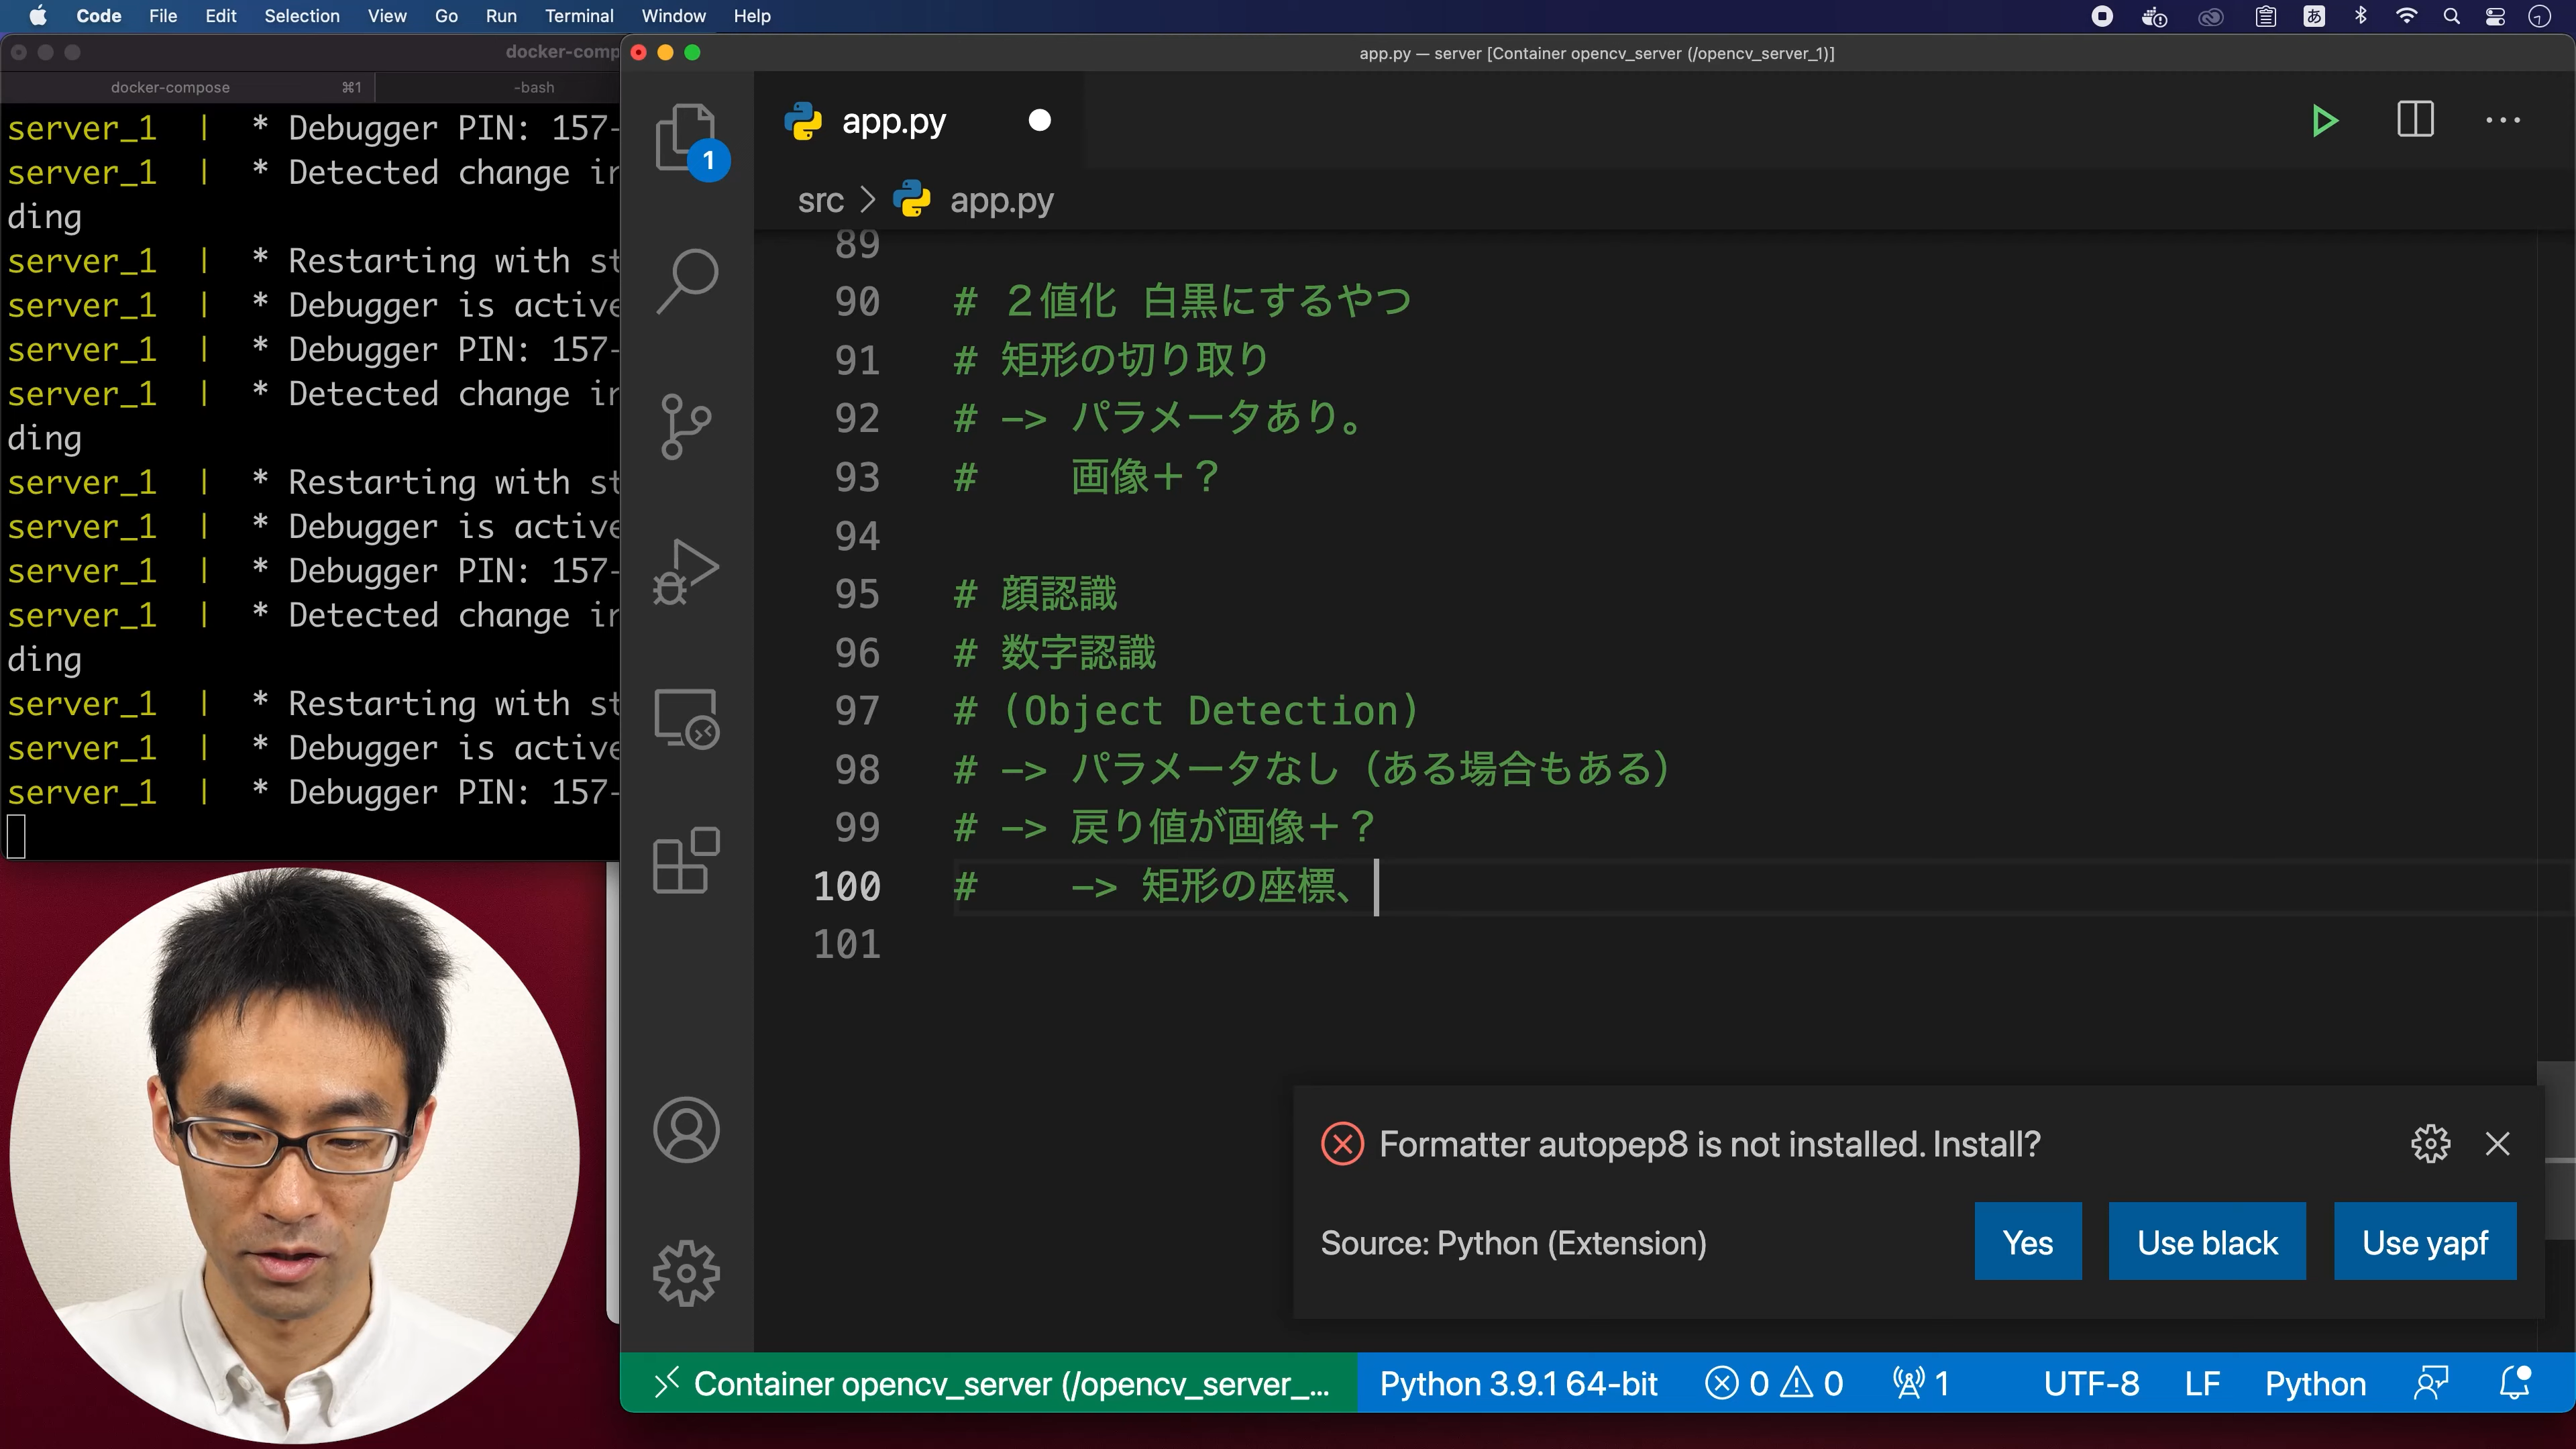 Code File Edit Selection View Go Run Terminal Window Help
docker-comp
docker-compose ⌘1 -bash
server_1 | * Debugger PIN: 157-
server_1 | * Detected change in
ding
server_1 | * Restarting with st
server_1 | * Debugger is active
server_1 | * Debugger PIN: 157-
server_1 | * Detected change in
ding
server_1 | * Restarting with st
server_1 | * Debugger is active
server_1 | * Debugger PIN: 157-
server_1 | * Detected change in
ding
server_1 | * Restarting with st
server_1 | * Debugger is active
server_1 | * Debugger PIN: 157-
app.py — server [Container opencv_server (/opencv_server_1)]
1
app.py
src > app.py
89
90 # ２値化 白黒にするやつ
91 # 矩形の切り取り
92 # -> パラメータあり。
93 #    画像＋？
94
95 # 顔認識
96 # 数字認識
97 # (Object Detection)
98 # -> パラメータなし（ある場合もある）
99 # -> 戻り値が画像＋？
100 #    -> 矩形の座標、
101
Formatter autopep8 is not installed. Install?
Source: Python (Extension) Yes Use black Use yapf
Container opencv_server (/opencv_server_... Python 3.9.1 64-bit 0 0 1 UTF-8 LF Python
あ